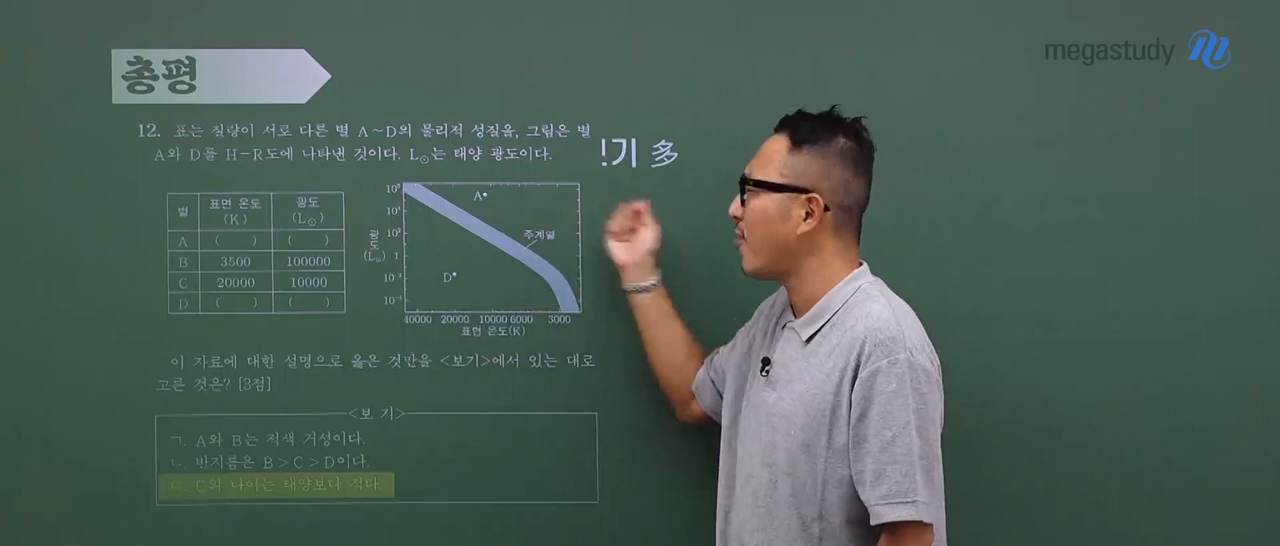 megastudy
총평
12. 표는 질량이 서로 다른 별 A~D의 물리적 성질을, 그림은 별
A와 D를 H-R도에 나타낸 것이다. L☉는 태양 광도이다.
!기 多
별 표면 온도(K) 광도(L☉)
A ( ) ( )
B 3500 100000
C 20000 10000
D ( ) ( )
광도(L☉)
10⁴
1
A
주계열
D
40000 20000 10000 6000 3000
표면 온도(K)
이 자료에 대한 설명으로 옳은 것만을 <보기>에서 있는 대로
고른 것은? [3점]
<보 기>
ㄱ. A와 B는 적색 거성이다.
ㄴ. 반지름은 B>C>D이다.
ㄷ. C의 나이는 태양보다 적다.